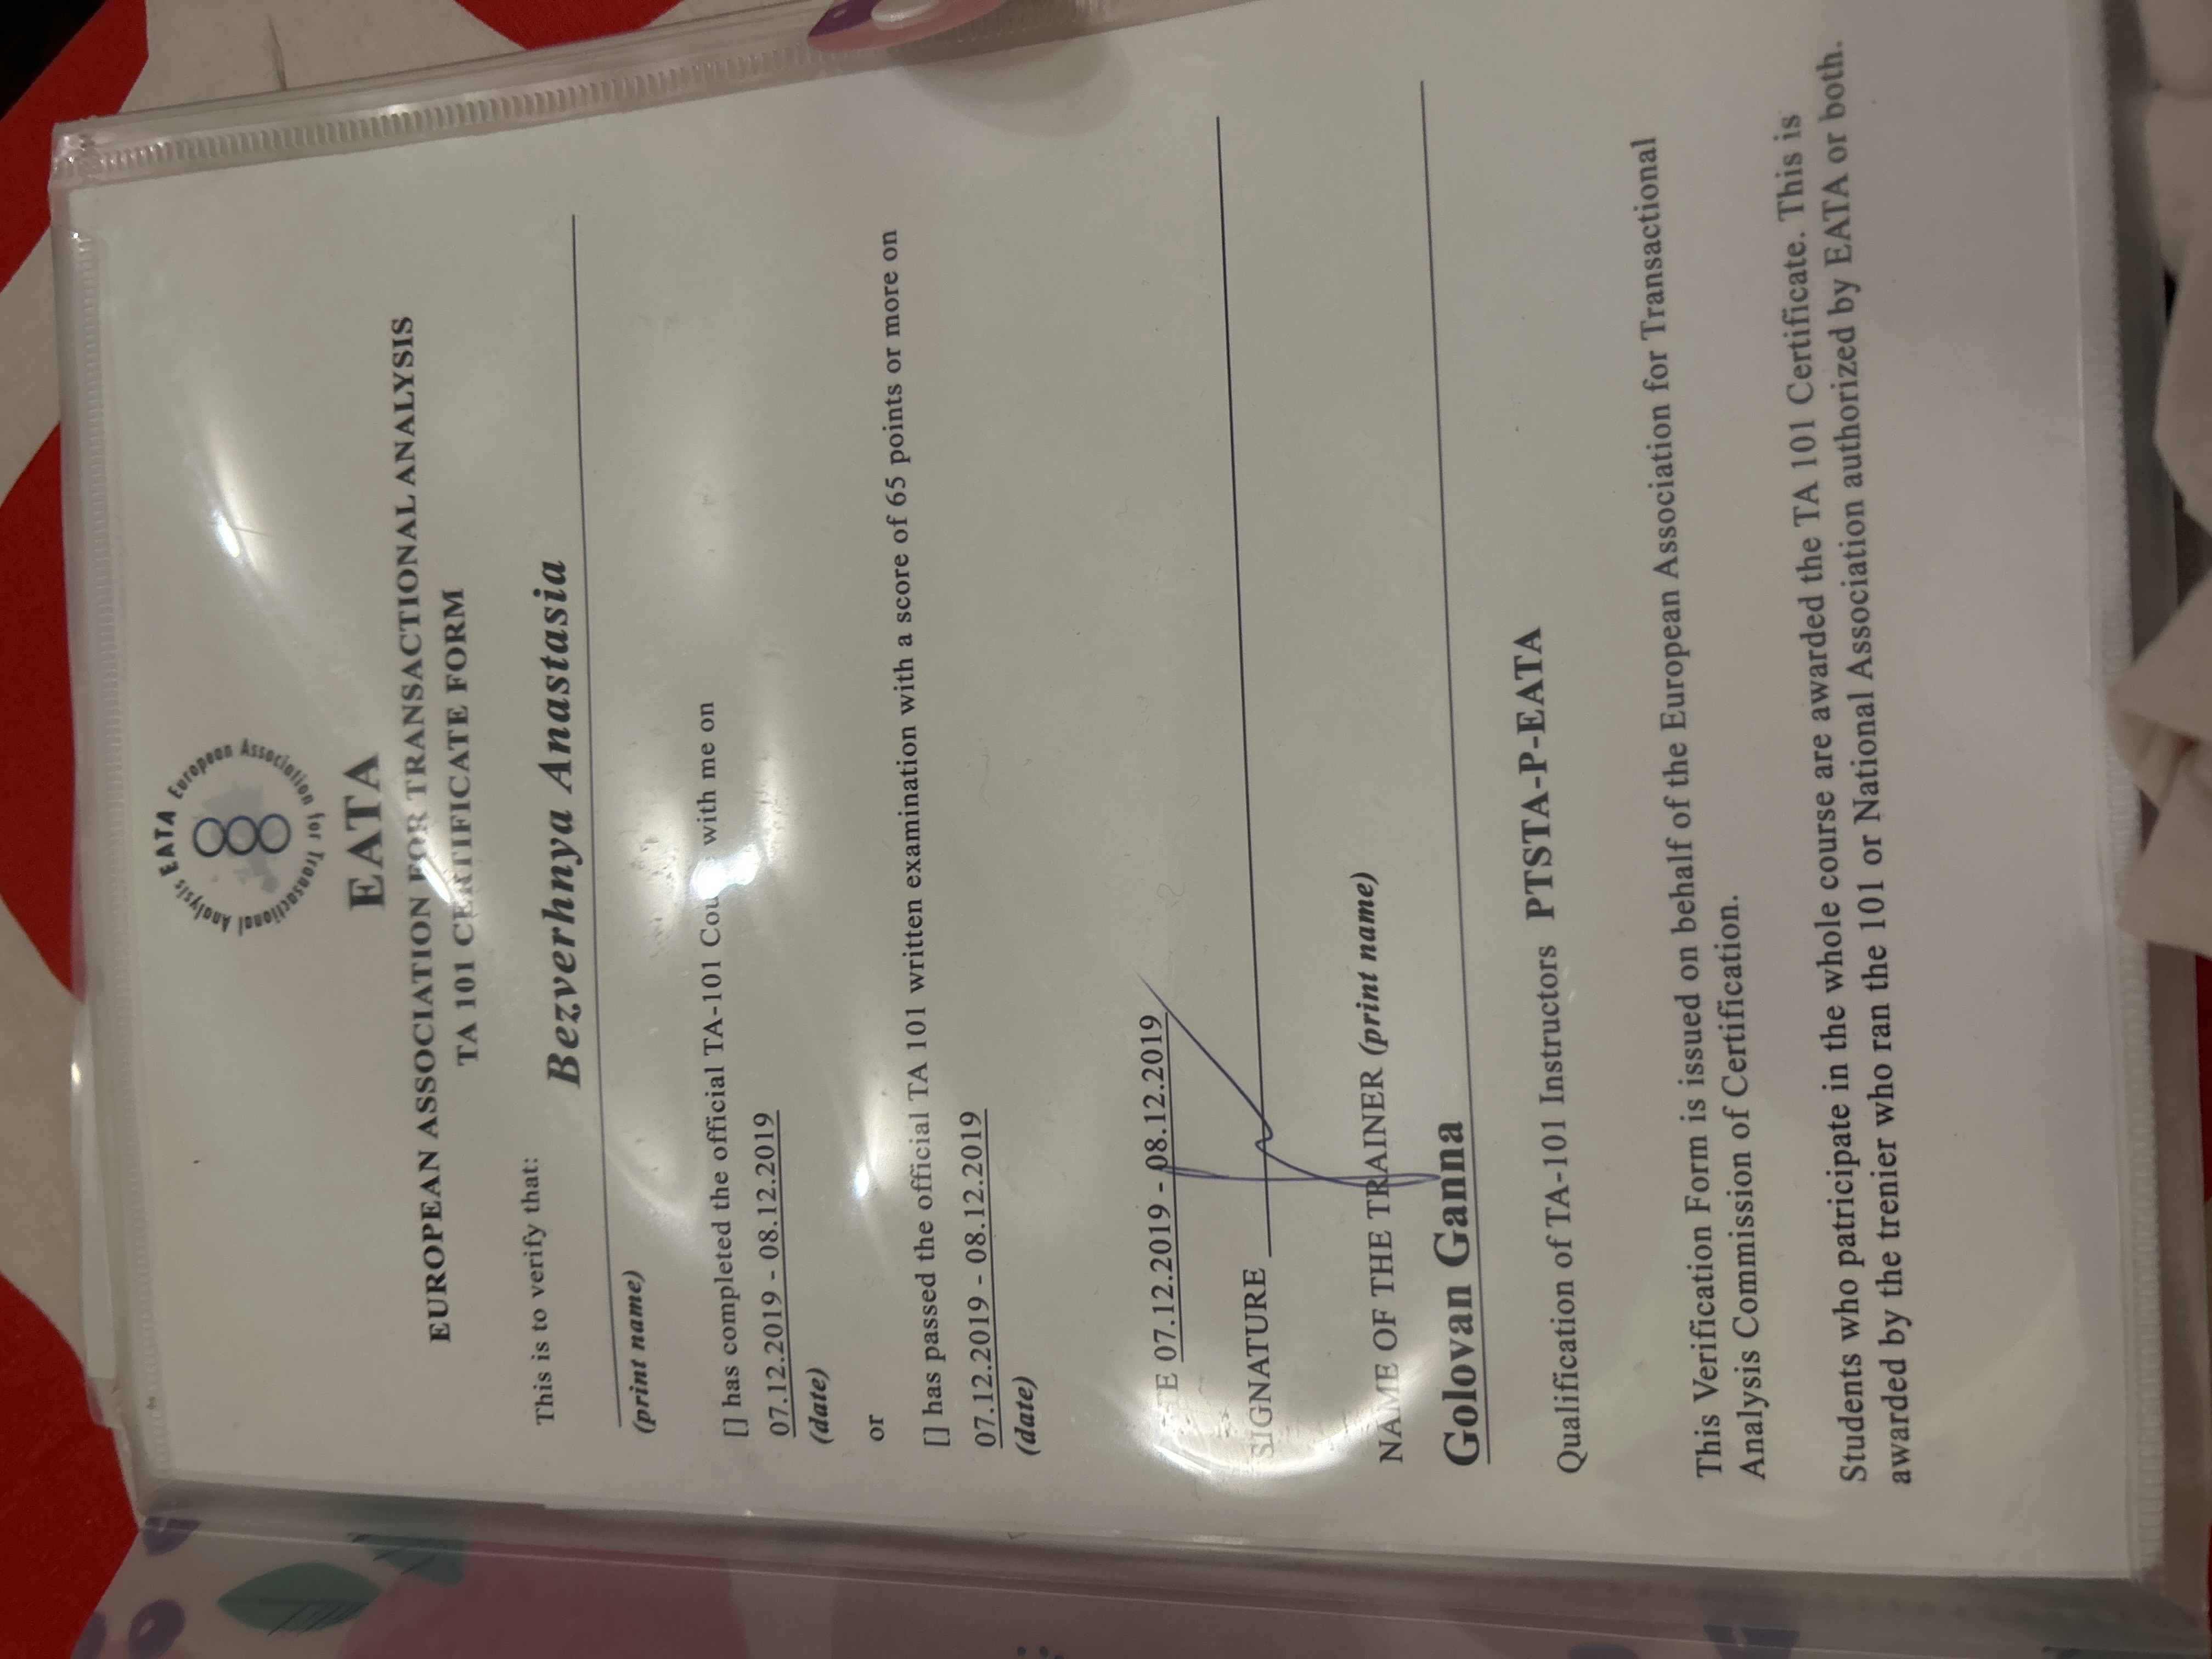 EATA European Association for Transactional Analysis
EATA
EUROPEAN ASSOCIATION FOR TRANSACTIONAL ANALYSIS
TA 101 CERTIFICATE FORM
This is to verify that:
Bezverhnya Anastasia
(print name)
[] has completed the official TA-101 with me on
07.12.2019 - 08.12.2019
(date)
or
[] has passed the official TA 101 written examination with a score of 65 points or more on
07.12.2019 - 08.12.2019
(date)
07.12.2019 - 08.12.2019
SIGNATURE
NAME OF THE TRAINER (print name)
Golovan Ganna
Qualification of TA-101 Instructors PTSTA-P-EATA
This Verification Form is issued on behalf of the European Association for Transactional
Analysis Commission of Certification.
Students who patricipate in the whole course are awarded the TA 101 Certificate. This is
awarded by the trenier who ran the 101 or National Association authorized by EATA or both.